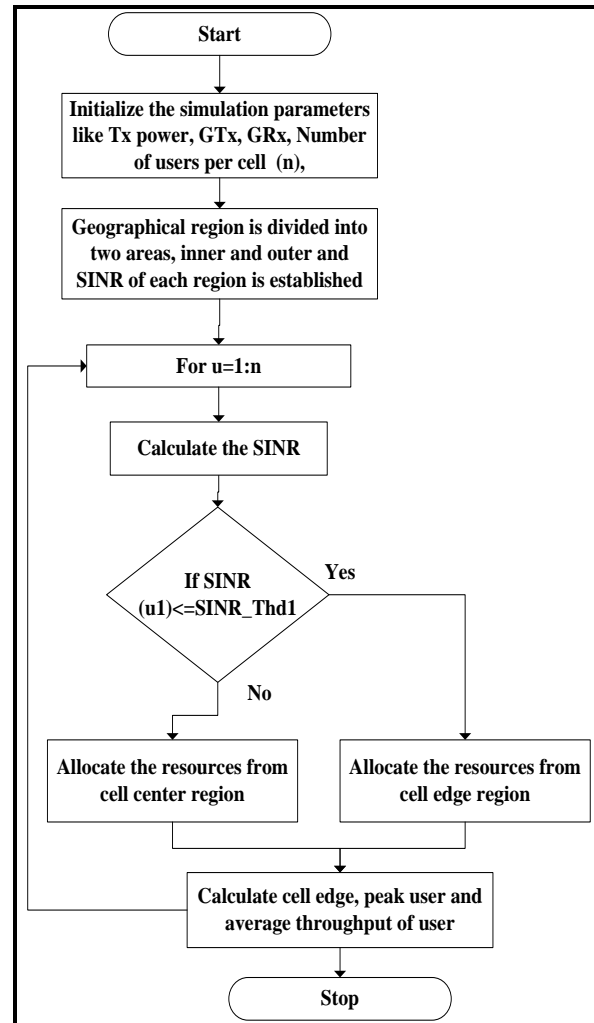 Start
Initialize the simulation parameters
like Tx power, GTx, GRx, Number
of users per cell (n),
Geographical region is divided into
two areas, inner and outer and
SINR of each region is established
For u=1:n
Calculate the SINR
If SINR
(u1)<=SINR_Thd1
Yes
No
Allocate the resources from
cell center region
Allocate the resources from
cell edge region
Calculate cell edge, peak user and
average throughput of user
Stop